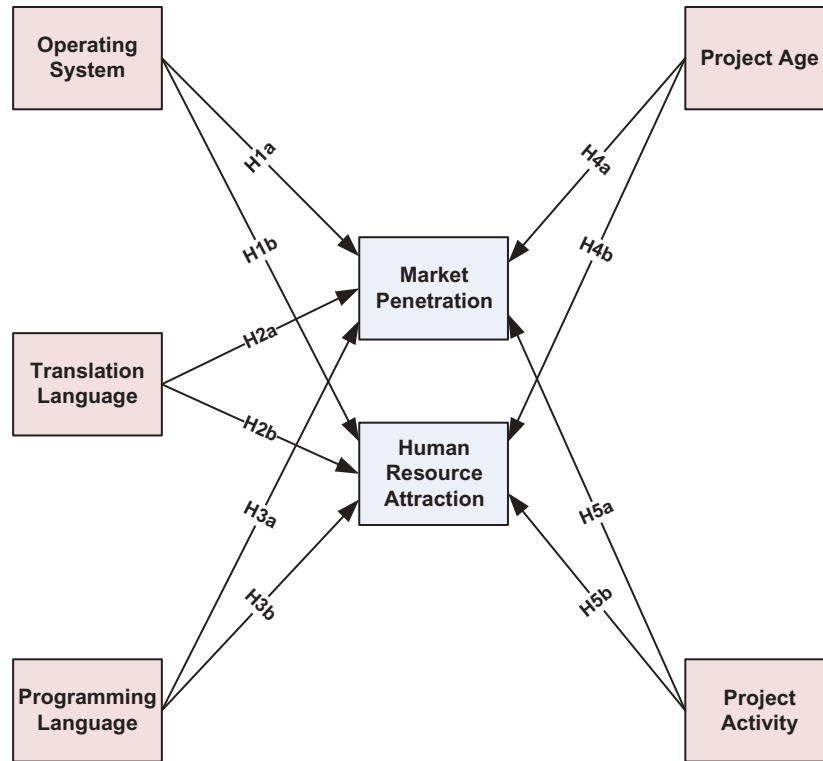 Operating
System
Project Age
H1a
H4a
H1b
H4b
Market
Penetration
H2a
Translation
Language
H2b
Human
Resource
Attraction
H3a
H5a
H3b
H5b
Programming
Language
Project
Activity